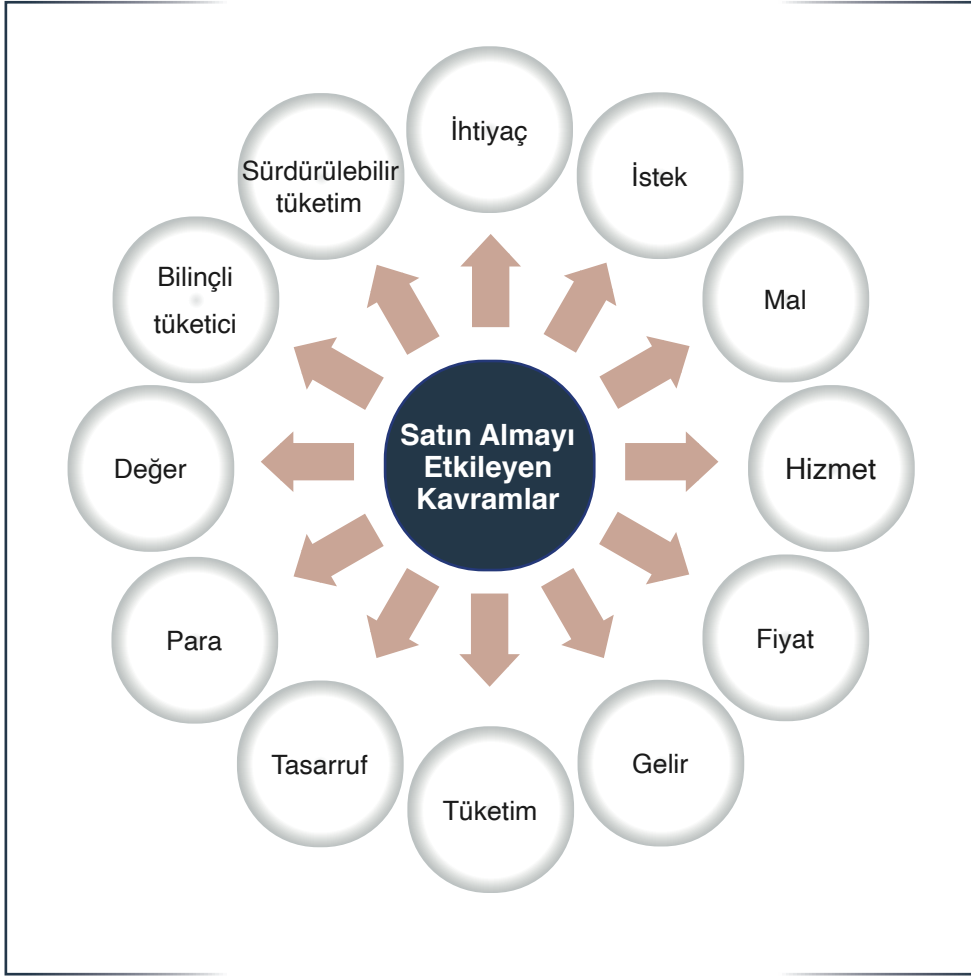 Satın Almayı
Etkileyen
Kavramlar
İhtiyaç
İstek
Mal
Hizmet
Fiyat
Gelir
Tüketim
Tasarruf
Para
Değer
Bilinçli
tüketici
Sürdürülebilir
tüketim